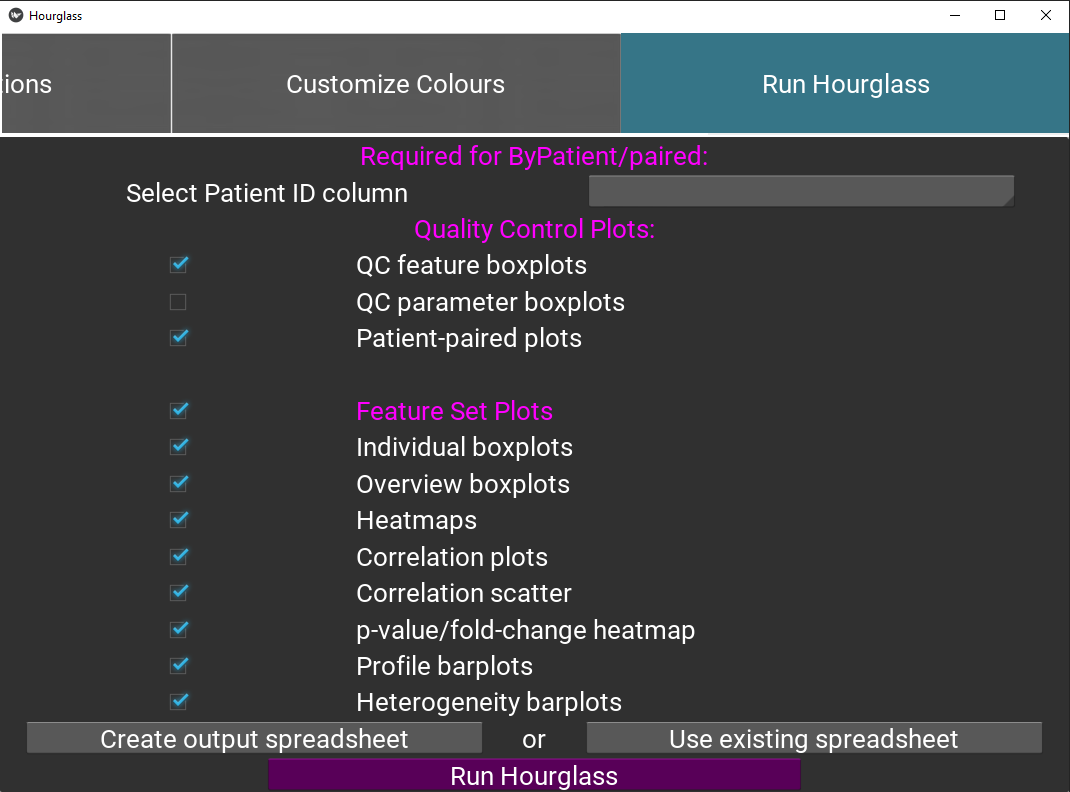 Hourglass
tions Customize Colours Run Hourglass
Required for ByPatient/paired:
Select Patient ID column
Quality Control Plots:
QC feature boxplots
QC parameter boxplots
Patient-paired plots
Feature Set Plots
Individual boxplots
Overview boxplots
Heatmaps
Correlation plots
Correlation scatter
p-value/fold-change heatmap
Profile barplots
Heterogeneity barplots
Create output spreadsheet or Use existing spreadsheet
Run Hourglass